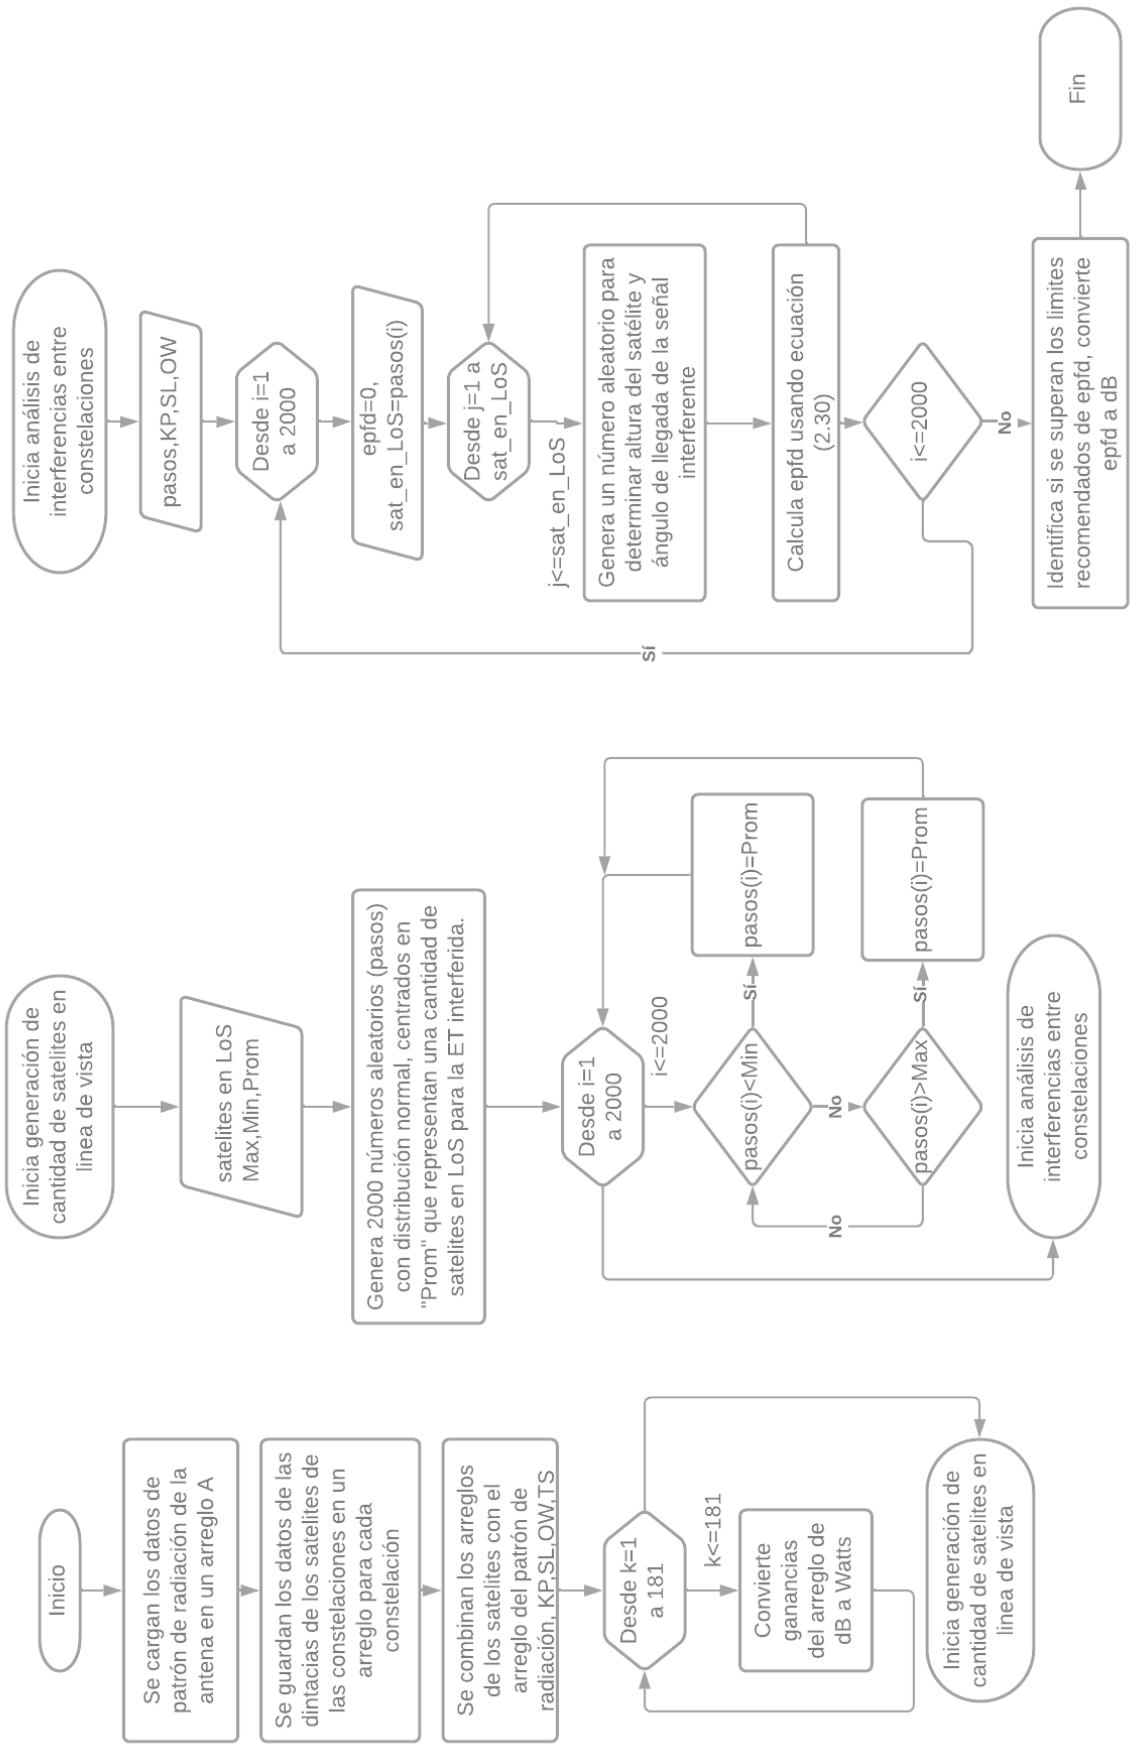 Inicio
Se cargan los datos de
patrón de radiación de la
antena en un arreglo A
Se guardan los datos de las
dintacias de los satelites de
las constelaciones en un
arreglo para cada
constelación
Se combinan los arreglos
de los satelites con el
arreglo del patrón de
radiación, KP,SL,OW,TS
Desde k=1
a 181
k<=181
Convierte
ganancias
del arreglo de
dB a Watts
Inicia generación de
cantidad de satelites en
linea de vista
Inicia generación de
cantidad de satelites en
linea de vista
satelites en LoS
Max,Min,Prom
Genera 2000 números aleatorios (pasos)
con distribución normal, centrados en
"Prom" que representan una cantidad de
satelites en LoS para la ET interferida.
Desde i=1
a 2000
i<=2000
pasos(i)<Min
Sí
pasos(i)=Prom
No
pasos(i)>Max
Sí
pasos(i)=Prom
No
Inicia análisis de
interferencias entre
constelaciones
Inicia análisis de
interferencias entre
constelaciones
pasos,KP,SL,OW
Desde i=1
a 2000
epfd=0,
sat_en_LoS=pasos(i)
Desde j=1 a
sat_en_LoS
j<=sat_en_LoS
Genera un número aleatorio para
determinar altura del satélite y
ángulo de llegada de la señal
interferente
Calcula epfd usando ecuación
(2.30)
i<=2000
Sí
No
Identifica si se superan los limites
recomendados de epfd, convierte
epfd a dB
Fin